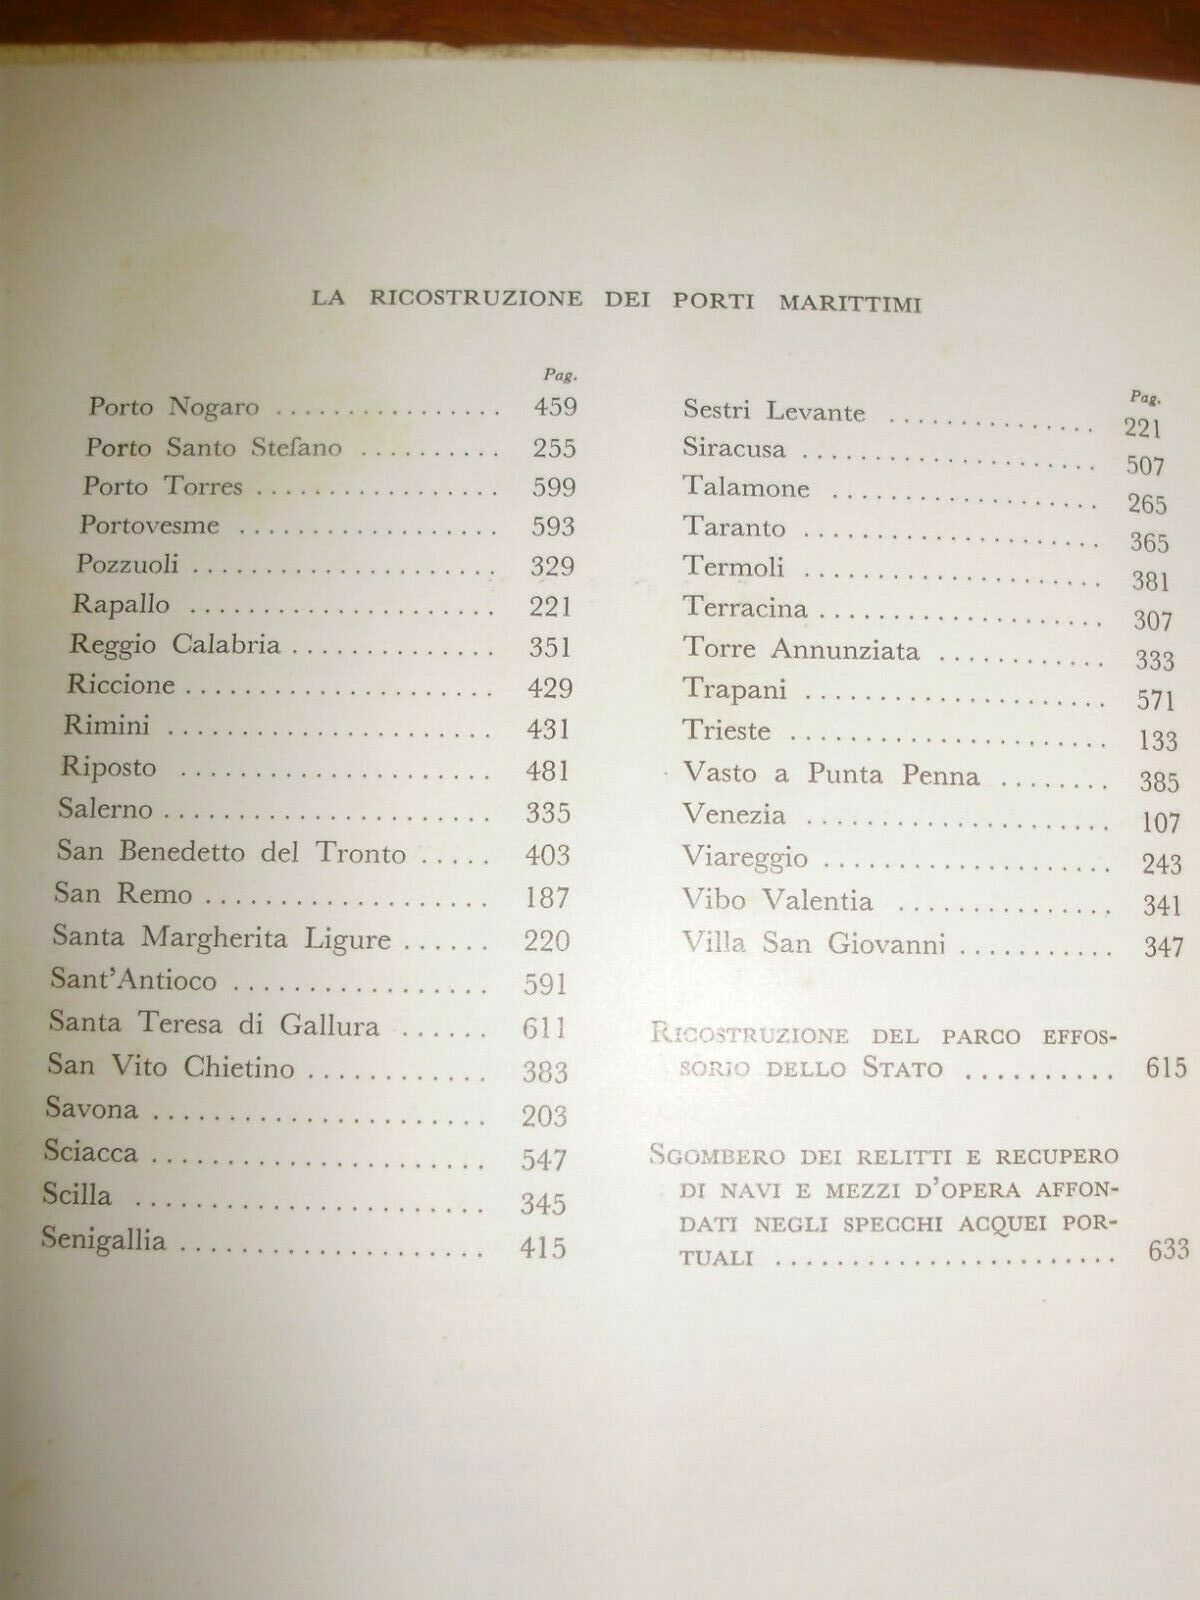 LA RICOSTRUZIONE DEI PORTI MARITTIMI
Pag.
Porto Nogaro ................ 459
Porto Santo Stefano .......... 255
Porto Torres ................. 599
Portovesme .................. 593
Pozzuoli ..................... 329
Rapallo ..................... 221
Reggio Calabria .............. 351
Riccione ..................... 429
Rimini ...................... 431
Riposto ..................... 481
Salerno ...................... 335
San Benedetto del Tronto ..... 403
San Remo ................... 187
Santa Margherita Ligure ...... 220
Sant'Antioco ................. 591
Santa Teresa di Gallura ...... 611
San Vito Chietino ............ 383
Savona ...................... 203
Sciacca ...................... 547
Scilla ....................... 345
Senigallia .................... 415
Pag.
Sestri Levante .............. 221
Siracusa .................... 507
Talamone .................. 265
Taranto .................... 365
Termoli .................... 381
Terracina ................... 307
Torre Annunziata ............ 333
Trapani .................... 571
Trieste ..................... 133
Vasto a Punta Penna ........ 385
Venezia .................... 107
Viareggio ................... 243
Vibo Valentia .............. 341
Villa San Giovanni ........... 347
RICOSTRUZIONE DEL PARCO EFFOS-
SORIO DELLO STATO .......... 615
SGOMBERO DEI RELITTI E RECUPERO
DI NAVI E MEZZI D'OPERA AFFON-
DATI NEGLI SPECCHI ACQUEI POR-
TUALI ....................... 633